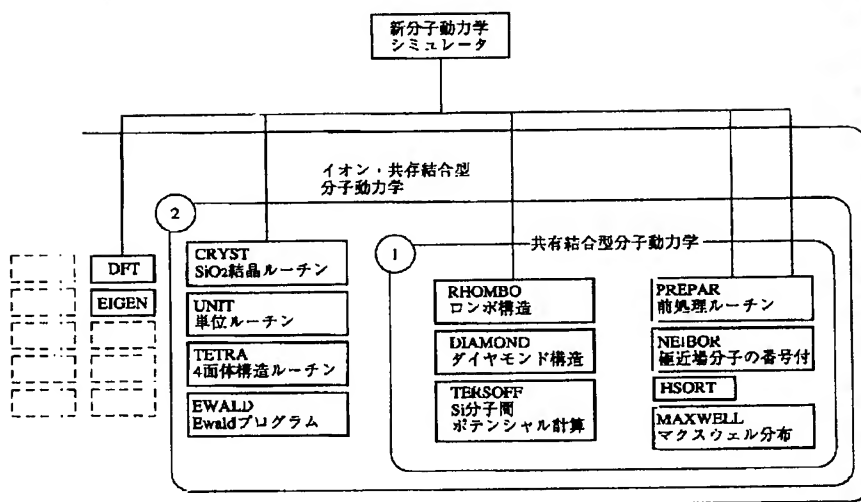 新分子動力学
シミュレータ
イオン・共存結合型
分子動力学
2
1
共有結合型分子動力学
DFT
EIGEN
CRYST
SiO2結晶ルーチン
UNIT
単位ルーチン
TETRA
4面体構造ルーチン
EWALD
Ewaldプログラム
RHOMBO
ロンボ構造
DIAMOND
ダイヤモンド構造
TERSOFF
Si分子間
ポテンシャル計算
PREPAR
前処理ルーチン
NEIBOR
極近場分子の番号付
HSORT
MAXWELL
マクスウェル分布